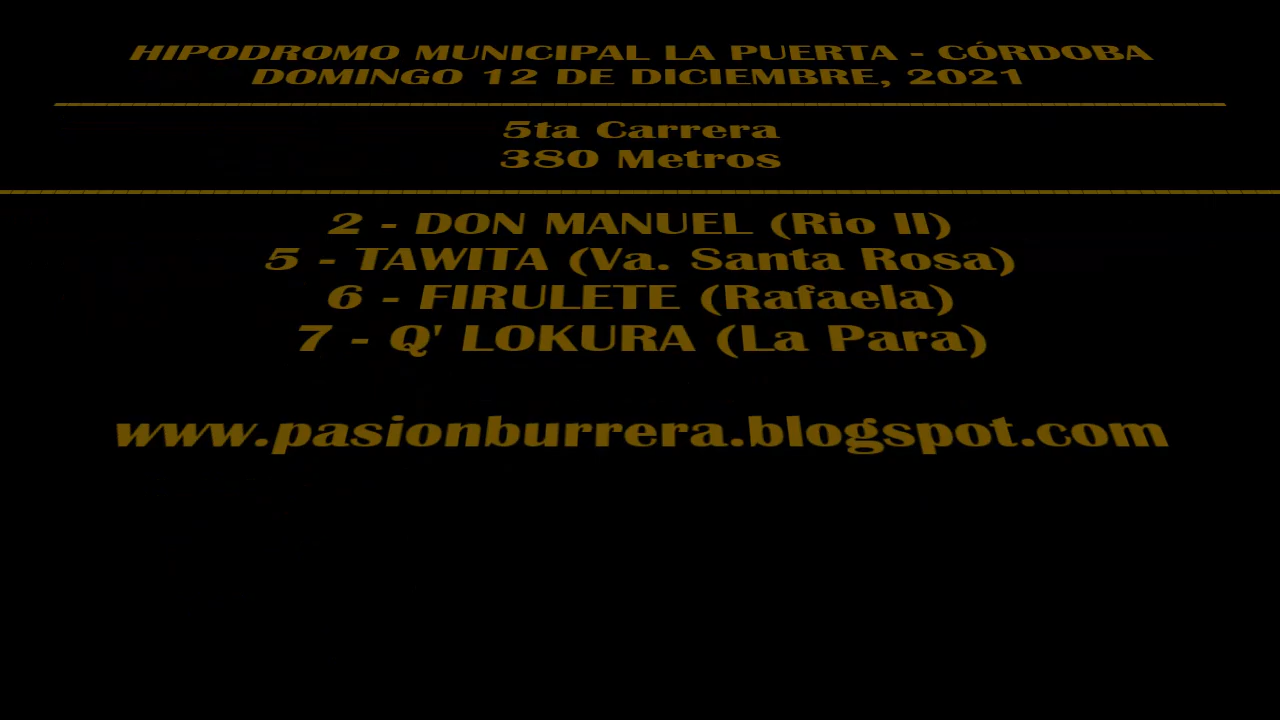 HIPODROMO MUNICIPAL LA PUERTA - CÓRDOBA
DOMINGO 12 DE DICIEMBRE, 2021
5ta Carrera
380 Metros
2 - DON MANUEL (Rio II)
5 - TAWITA (Va. Santa Rosa)
6 - FIRULETE (Rafaela)
7 - Q' LOKURA (La Para)
www.pasionburrera.blogspot.com